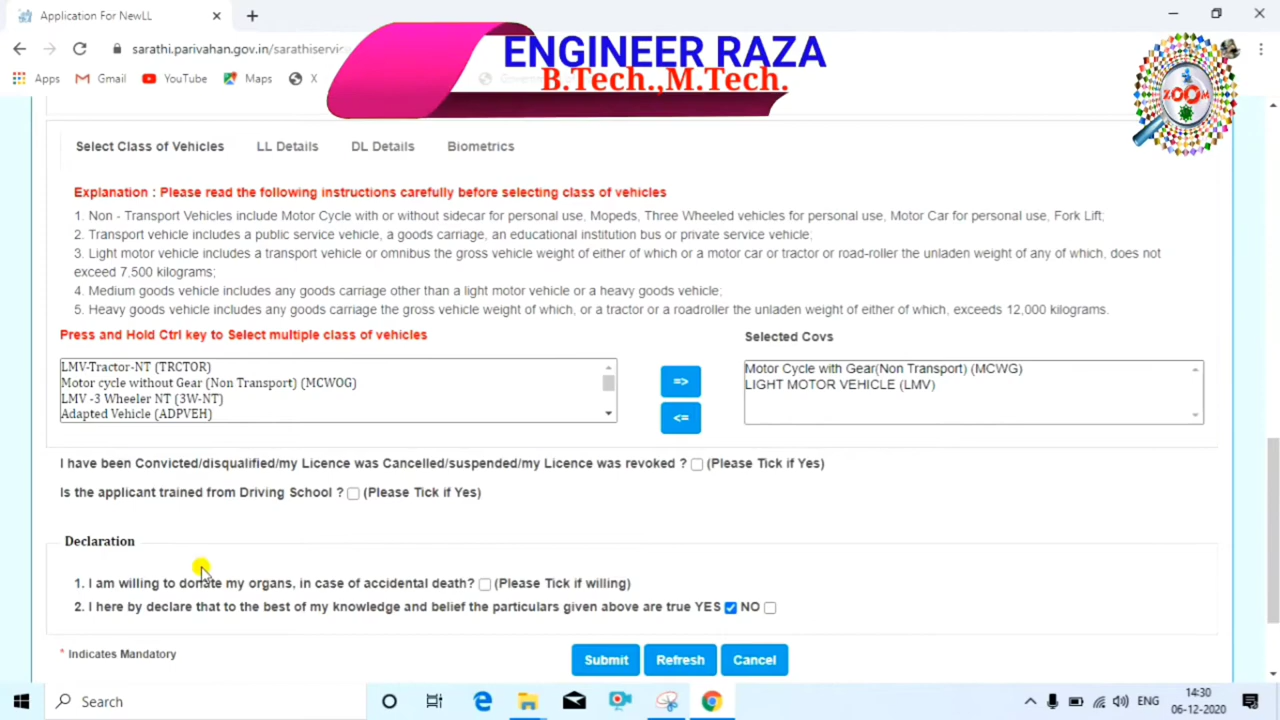 Application For NewLL
sarathi.parivahan.gov.in/sarathiservic
Apps
Gmail
YouTube
Maps
X
ENGINEER RAZA
B.Tech.,M.Tech.
ZOOM
Select Class of Vehicles
LL Details
DL Details
Biometrics
Explanation : Please read the following instructions carefully before selecting class of vehicles
1. Non - Transport Vehicles include Motor Cycle with or without sidecar for personal use, Mopeds, Three Wheeled vehicles for personal use, Motor Car for personal use, Fork Lift;
2. Transport vehicle includes a public service vehicle, a goods carriage, an educational institution bus or private service vehicle;
3. Light motor vehicle includes a transport vehicle or omnibus the gross vehicle weight of either of which or a motor car or tractor or road-roller the unladen weight of any of which, does not
exceed 7,500 kilograms;
4. Medium goods vehicle includes any goods carriage other than a light motor vehicle or a heavy goods vehicle;
5. Heavy goods vehicle includes any goods carriage the gross vehicle weight of which, or a tractor or a roadroller the unladen weight of either of which, exceeds 12,000 kilograms.
Press and Hold Ctrl key to Select multiple class of vehicles
Selected Covs
LMV-Tractor-NT (TRCTOR)
Motor cycle without Gear (Non Transport) (MCWOG)
LMV -3 Wheeler NT (3W-NT)
Adapted Vehicle (ADPVEH)
=>
<=
Motor Cycle with Gear(Non Transport) (MCWG)
LIGHT MOTOR VEHICLE (LMV)
I have been Convicted/disqualified/my Licence was Cancelled/suspended/my Licence was revoked ? (Please Tick if Yes)
Is the applicant trained from Driving School ? (Please Tick if Yes)
Declaration
1. I am willing to donate my organs, in case of accidental death? (Please Tick if willing)
2. I here by declare that to the best of my knowledge and belief the particulars given above are true YES NO
* Indicates Mandatory
Submit
Refresh
Cancel
Search
ENG
14:30
06-12-2020